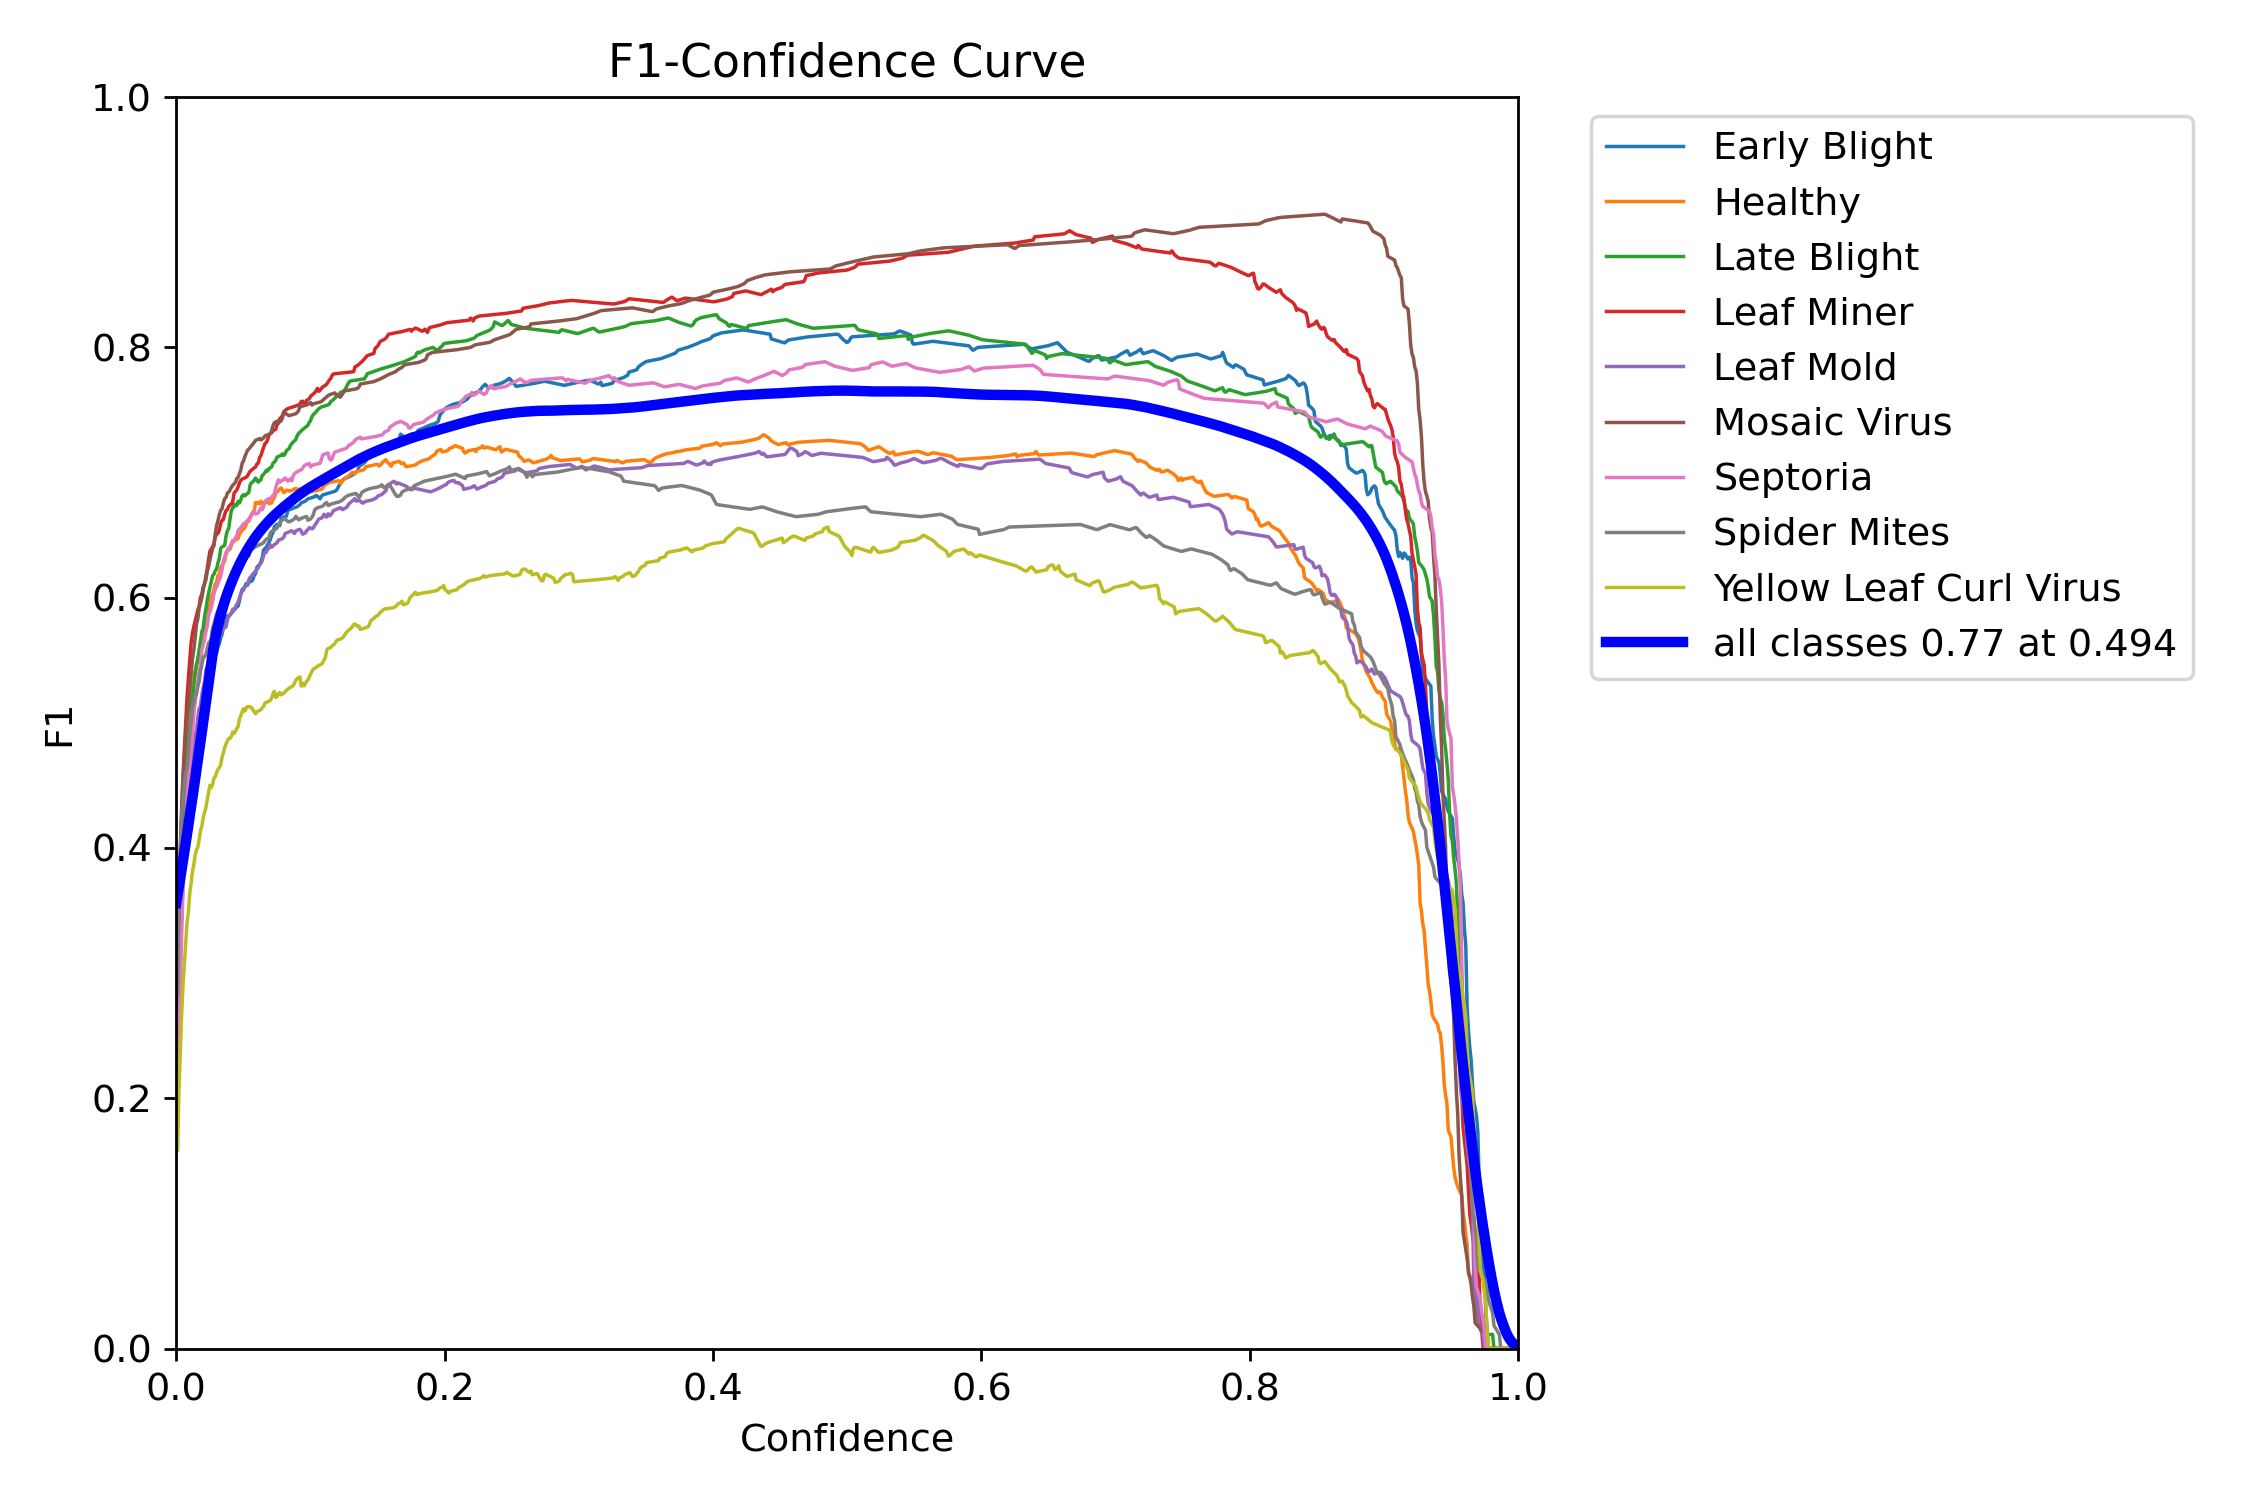 F1-Confidence Curve
1.0
0.8
0.6
0.4
0.2
0.0
F1
0.0 0.2 0.4 0.6 0.8 1.0
Confidence
Early Blight
Healthy
Late Blight
Leaf Miner
Leaf Mold
Mosaic Virus
Septoria
Spider Mites
Yellow Leaf Curl Virus
all classes 0.77 at 0.494